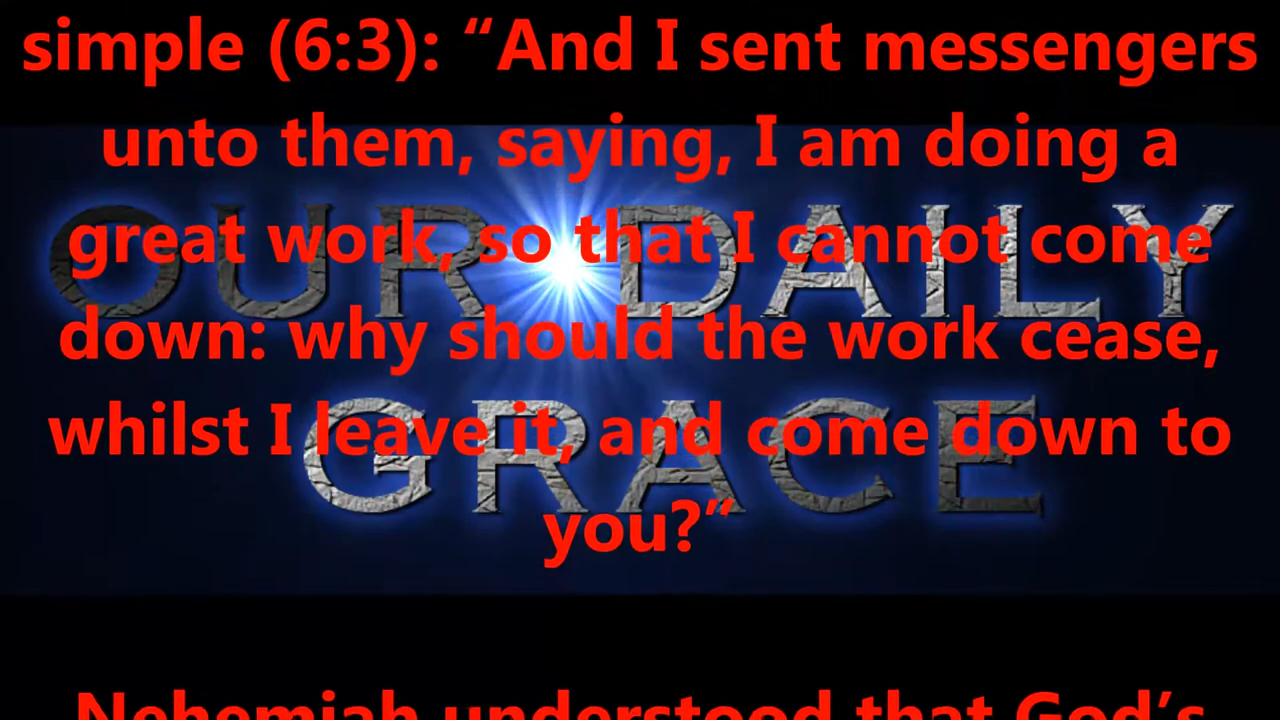 simple (6:3): “And I sent messengers
unto them, saying, I am doing a
great work, so that I cannot come
down: why should the work cease,
whilst I leave it, and come down to
you?”
Nehemiah understood that God’s
OUR DAILY
GRACE